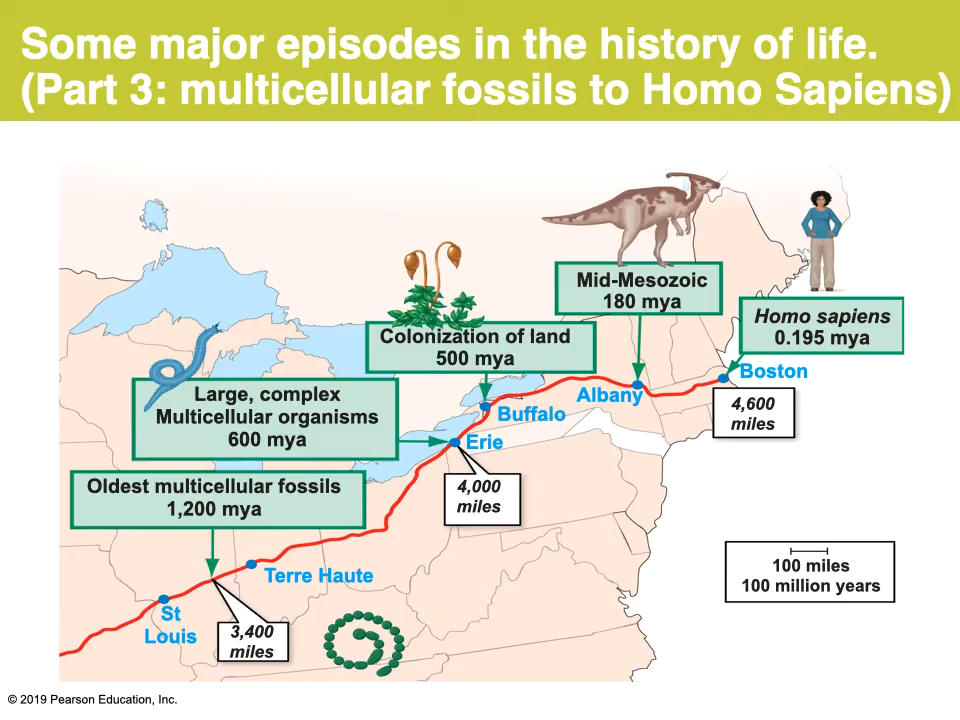 Some major episodes in the history of life.
(Part 3: multicellular fossils to Homo Sapiens)
Mid-Mesozoic
180 mya
Homo sapiens
0.195 mya
Colonization of land
500 mya
Boston
Large, complex
Multicellular organisms
600 mya
Albany
4,600
miles
Buffalo
Erie
Oldest multicellular fossils
1,200 mya
4,000
miles
100 miles
100 million years
Terre Haute
St
Louis
3,400
miles
© 2019 Pearson Education, Inc.